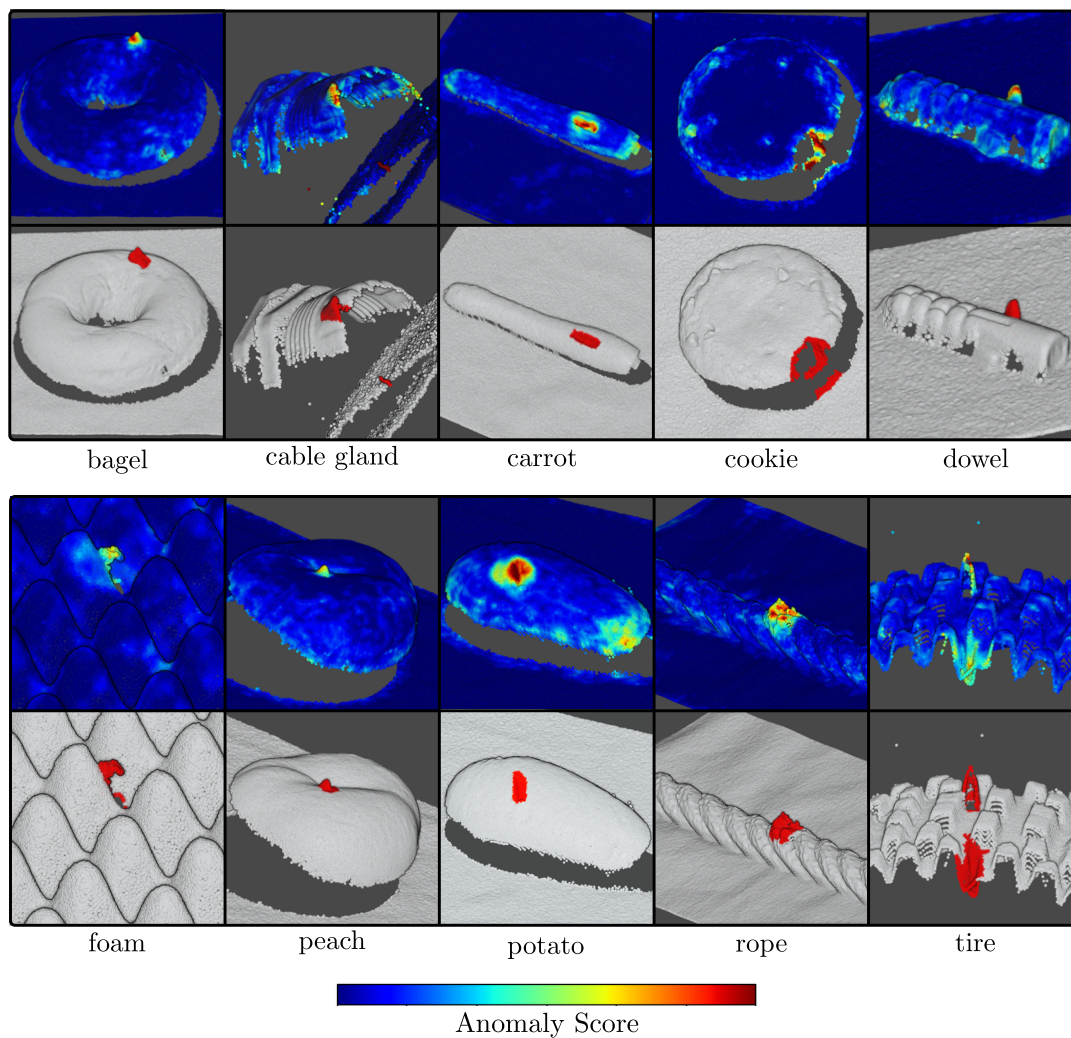 bagel cable gland carrot cookie dowel
foam peach potato rope tire
Anomaly Score